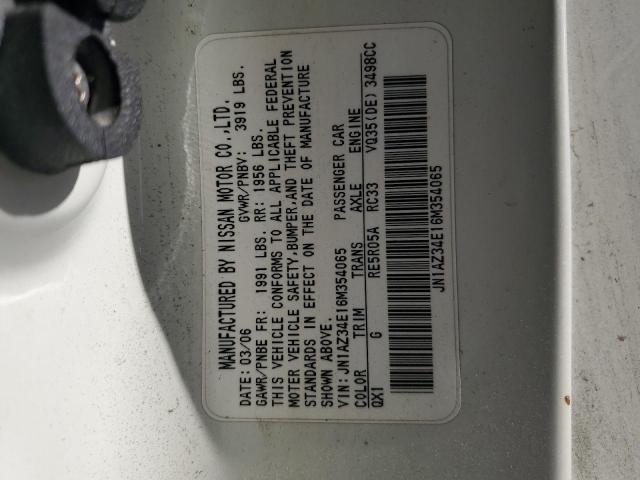 MANUFACTURED BY NISSAN MOTOR CO.,LTD.
DATE: 03/06 GVWR/PNBV: 3919 LBS.
GAWR/PNBE FR: 1991 LBS. RR: 1956 LBS.
THIS VEHICLE CONFORMS TO ALL APPLICABLE FEDERAL
MOTER VEHICLE SAFETY,BUMPER,AND THEFT PREVENTION
STANDARDS IN EFFECT ON THE DATE OF MANUFACTURE
SHOWN ABOVE.
VIN: JN1AZ34E16M354065 PASSENGER CAR
COLOR TRIM TRANS AXLE ENGINE
QX1 G RE5R05A RC33 VQ35(DE) 3498CC
JN1AZ34E16M354065